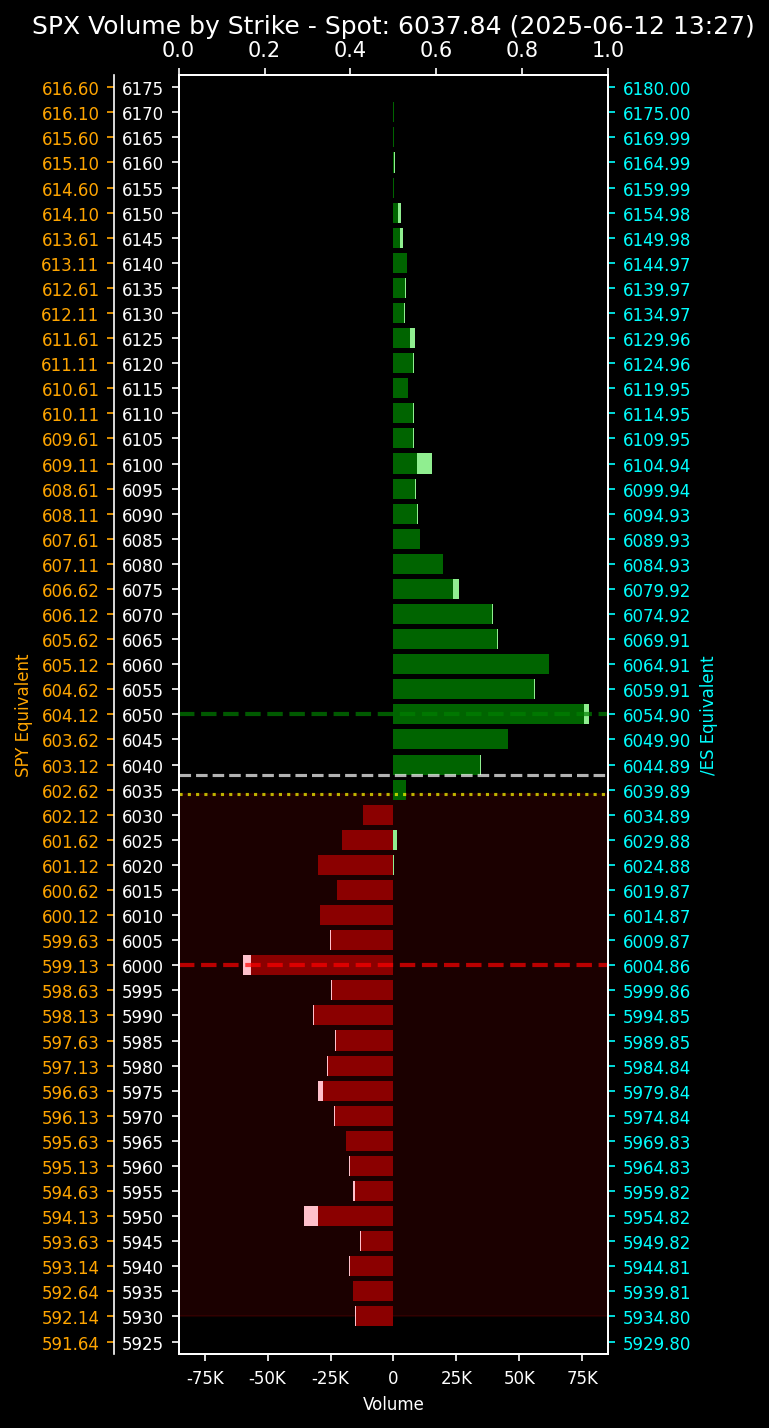 SPX Volume by Strike - Spot: 6037.84 (2025-06-12 13:27)
0.0 0.2 0.4 0.6 0.8 1.0
616.60 6175 6180.00
616.10 6170 6175.00
615.60 6165 6169.99
615.10 6160 6164.99
614.60 6155 6159.99
614.10 6150 6154.98
613.61 6145 6149.98
613.11 6140 6144.97
612.61 6135 6139.97
612.11 6130 6134.97
611.61 6125 6129.96
611.11 6120 6124.96
610.61 6115 6119.95
610.11 6110 6114.95
609.61 6105 6109.95
609.11 6100 6104.94
608.61 6095 6099.94
608.11 6090 6094.93
607.61 6085 6089.93
607.11 6080 6084.93
606.62 6075 6079.92
606.12 6070 6074.92
605.62 6065 6069.91
605.12 6060 6064.91
604.62 6055 6059.91
604.12 6050 6054.90
603.62 6045 6049.90
603.12 6040 6044.89
602.62 6035 6039.89
602.12 6030 6034.89
601.62 6025 6029.88
601.12 6020 6024.88
600.62 6015 6019.87
600.12 6010 6014.87
599.63 6005 6009.87
599.13 6000 6004.86
598.63 5995 5999.86
598.13 5990 5994.85
597.63 5985 5989.85
597.13 5980 5984.84
596.63 5975 5979.84
596.13 5970 5974.84
595.63 5965 5969.83
595.13 5960 5964.83
594.63 5955 5959.82
594.13 5950 5954.82
593.63 5945 5949.82
593.14 5940 5944.81
592.64 5935 5939.81
592.14 5930 5934.80
591.64 5925 5929.80
SPY Equivalent
/ES Equivalent
-75K -50K -25K 0 25K 50K 75K
Volume